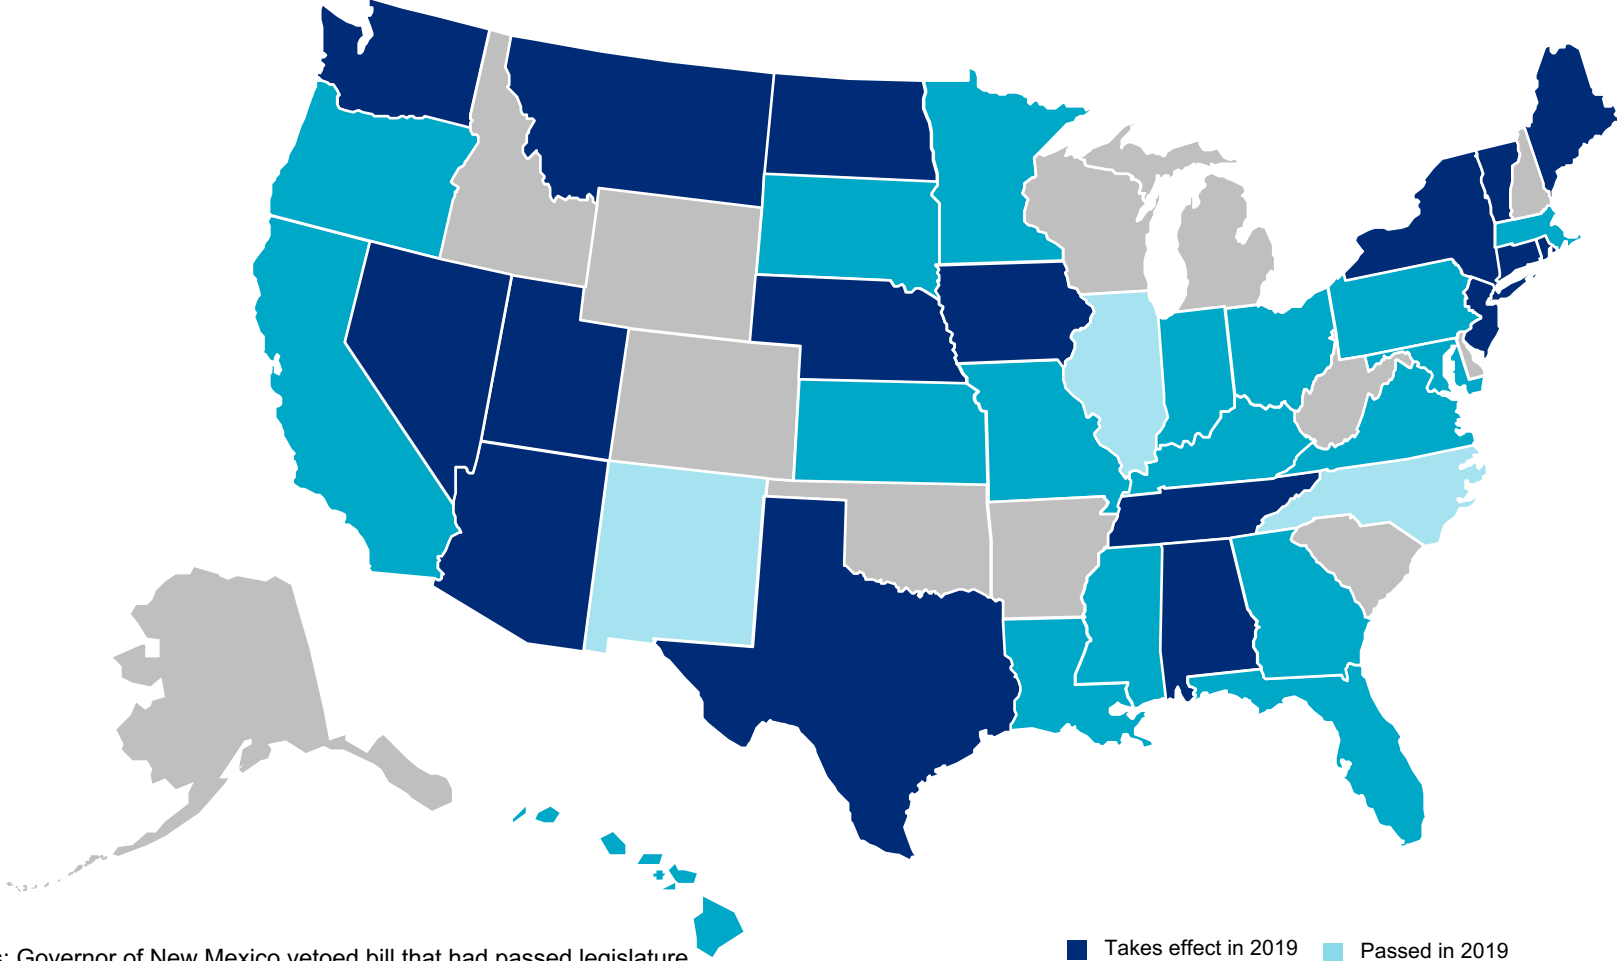 : Governor of New Mexico vetoed bill that had passed legislature
Takes effect in 2019
Passed in 2019